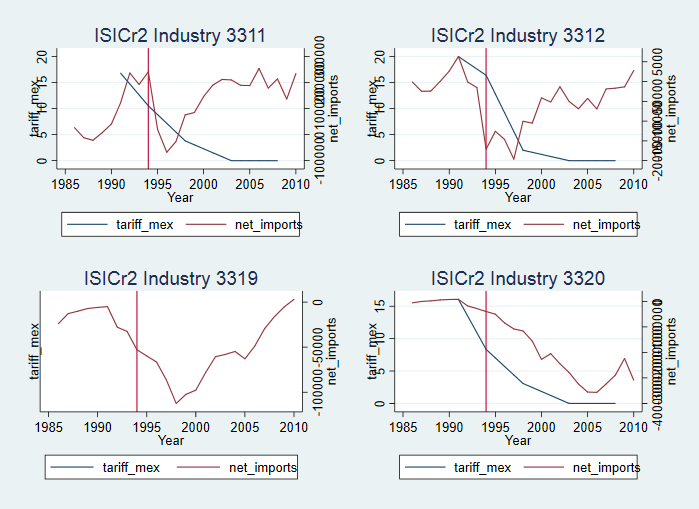 ISICr2 Industry 3311
tariff_mex
20
15
10
5
0
net_imports
1985 1990 1995 2000 2005 2010
Year
tariff_mex net_imports
ISICr2 Industry 3312
tariff_mex
20
15
10
5
0
5000
net_imports
1985 1990 1995 2000 2005 2010
Year
tariff_mex net_imports
ISICr2 Industry 3319
tariff_mex
0
-50000
-100000
net_imports
1985 1990 1995 2000 2005 2010
Year
tariff_mex net_imports
ISICr2 Industry 3320
tariff_mex
15
10
5
0
0
net_imports
1985 1990 1995 2000 2005 2010
Year
tariff_mex net_imports